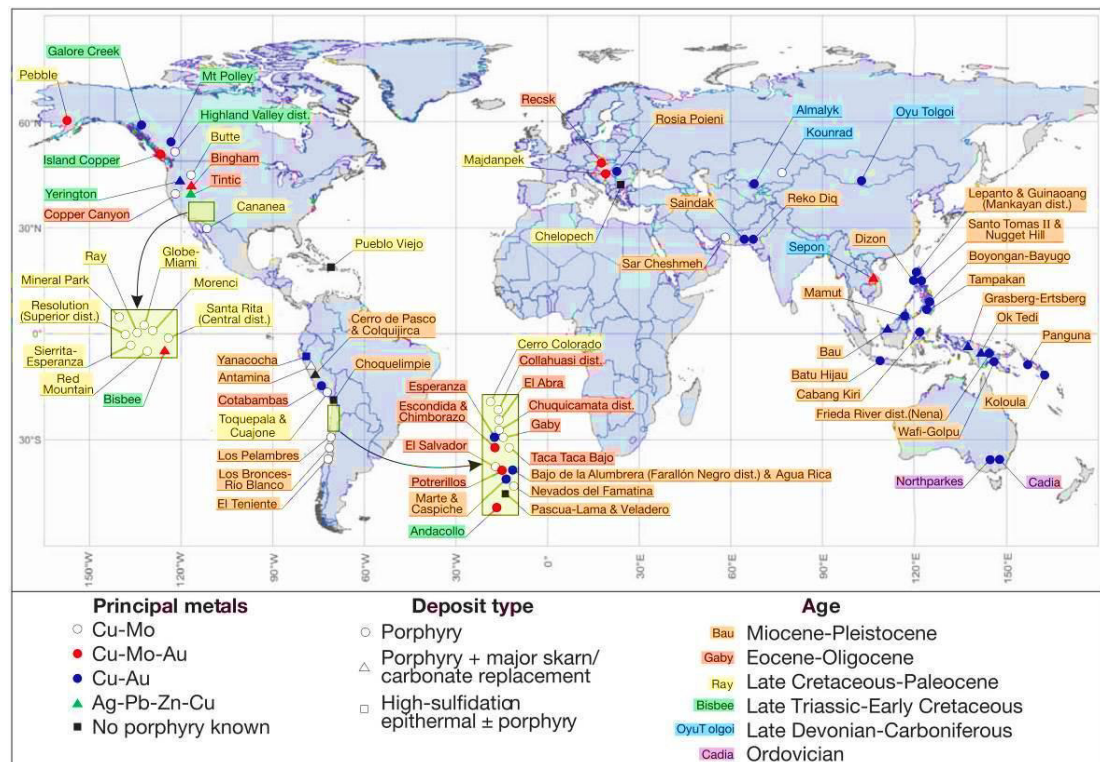 Galore Creek
Pebble
Mt Polley
Highland Valley dist.
Island Copper
Butte
Bingham
Yerington
Tintic
Copper Canyon
Cananea
Pueblo Viejo
Ray
Globe-
Miami
Mineral Park
Morenci
Resolution
(Superior dist.)
Santa Rita
(Central dist.)
Sierrita-
Esperanza
Red
Mountain
Bisbee
Cerro de Pasco
& Colquijirca
Yanacocha
Antamina
Choquelimpie
Cotabambas
Toquepala &
Cuajone
Los Pelambres
Los Bronces-
Río Blanco
El Teniente
Cerro Colorado
Collahuasi dist.
Esperanza
El Abra
Escondida &
Chimborazo
Chuquicamata dist.
Gaby
El Salvador
Taca Taca Bajo
Potrerillos
Bajo de la Alumbrera (Farallón Negro dist.) & Agua Rica
Marte &
Caspiche
Nevados del Famatina
Pascua-Lama & Veladero
Andacollo
Recsk
Rosia Poieni
Majdanpek
Chelopech
Saindak
Reko Diq
Sar Cheshmeh
Almalyk
Kounrad
Oyu Tolgoi
Sepon
Dizon
Lepanto & Guinaoang
(Mankayan dist.)
Santo Tomas II &
Nugget Hill
Boyongan-Bayugo
Tampakan
Mamut
Grasberg-Ertsberg
Ok Tedi
Panguna
Bau
Batu Hijau
Cabang Kiri
Koloula
Frieda River dist.(Nena)
Wafi-Golpu
Northparkes
Cadia
60°N
30°N
0°
30°S
150°W
120°W
90°W
60°W
30°W
0°
30°E
60°E
90°E
120°E
150°E
Principal metals
Cu-Mo
Cu-Mo-Au
Cu-Au
Ag-Pb-Zn-Cu
No porphyry known
Deposit type
Porphyry
Porphyry + major skarn/
carbonate replacement
High-sulfidation
epithermal ± porphyry
Age
Bau Miocene-Pleistocene
Gaby Eocene-Oligocene
Ray Late Cretaceous-Paleocene
Bisbee Late Triassic-Early Cretaceous
OyuT olgoi Late Devonian-Carboniferous
Cadia Ordovician